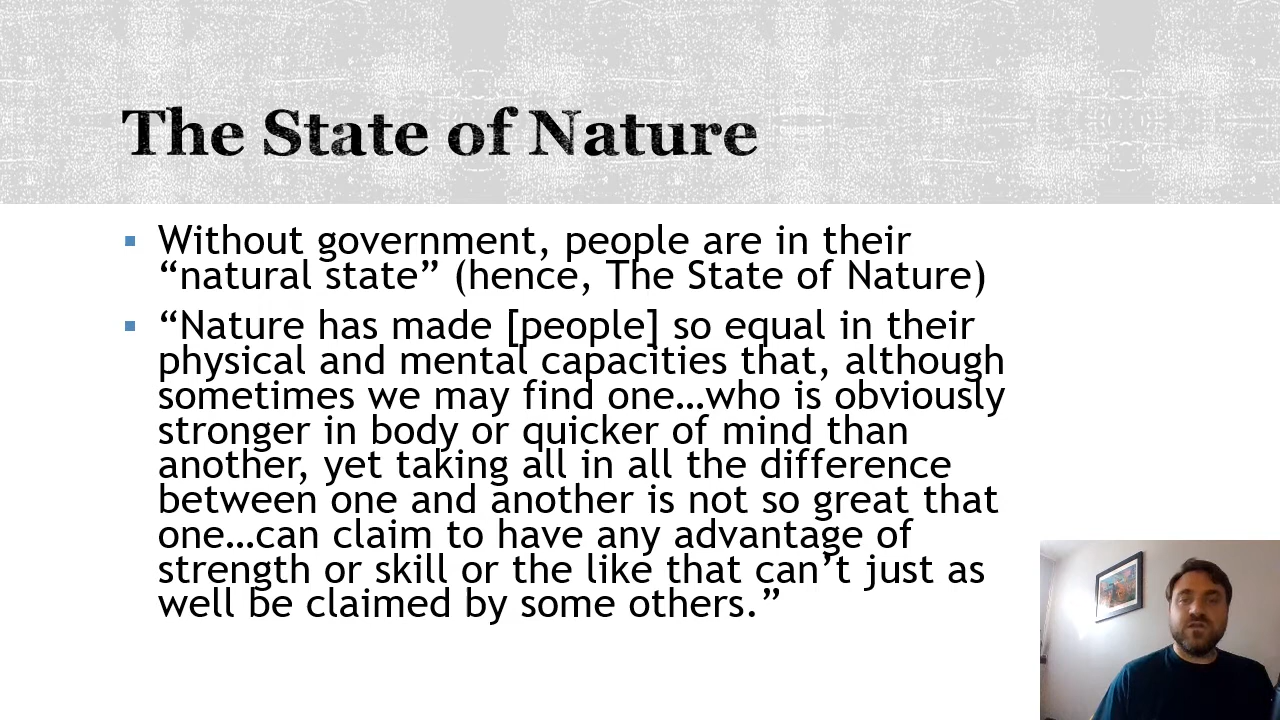 The State of Nature
Without government, people are in their
“natural state” (hence, The State of Nature)
“Nature has made [people] so equal in their
physical and mental capacities that, although
sometimes we may find one…who is obviously
stronger in body or quicker of mind than
another, yet taking all in all the difference
between one and another is not so great that
one…can claim to have any advantage of
strength or skill or the like that can’t just as
well be claimed by some others.”